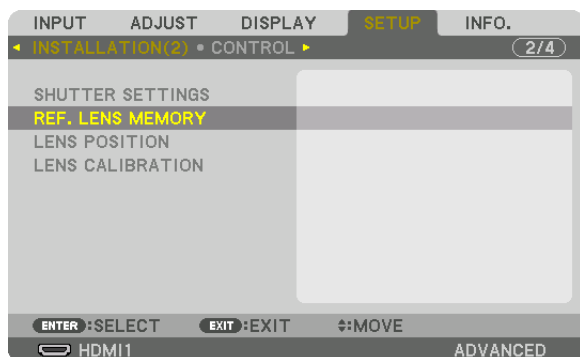 INPUT ADJUST DISPLAY SETUP INFO.
INSTALLATION(2) • CONTROL 2/4
SHUTTER SETTINGS
REF. LENS MEMORY
LENS POSITION
LENS CALIBRATION
ENTER :SELECT EXIT :EXIT :MOVE
HDMI1 ADVANCED